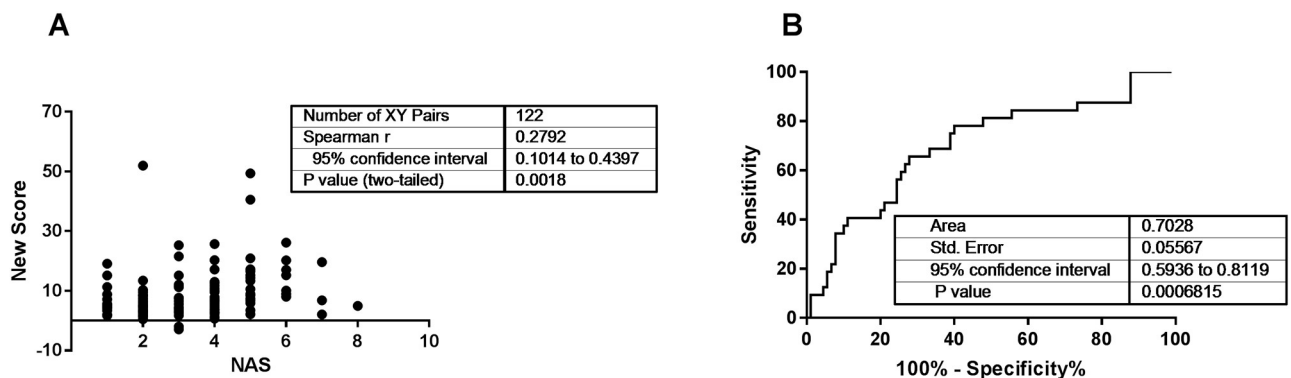 A
New Score
70
50
30
10
-10
2
4
6
8
10
NAS
Number of XY Pairs 122
Spearman r 0.2792
95% confidence interval 0.1014 to 0.4397
P value (two-tailed) 0.0018
B
Sensitivity
100
80
60
40
20
0
0
20
40
60
80
100
100% - Specificity%
Area 0.7028
Std. Error 0.05567
95% confidence interval 0.5936 to 0.8119
P value 0.0006815